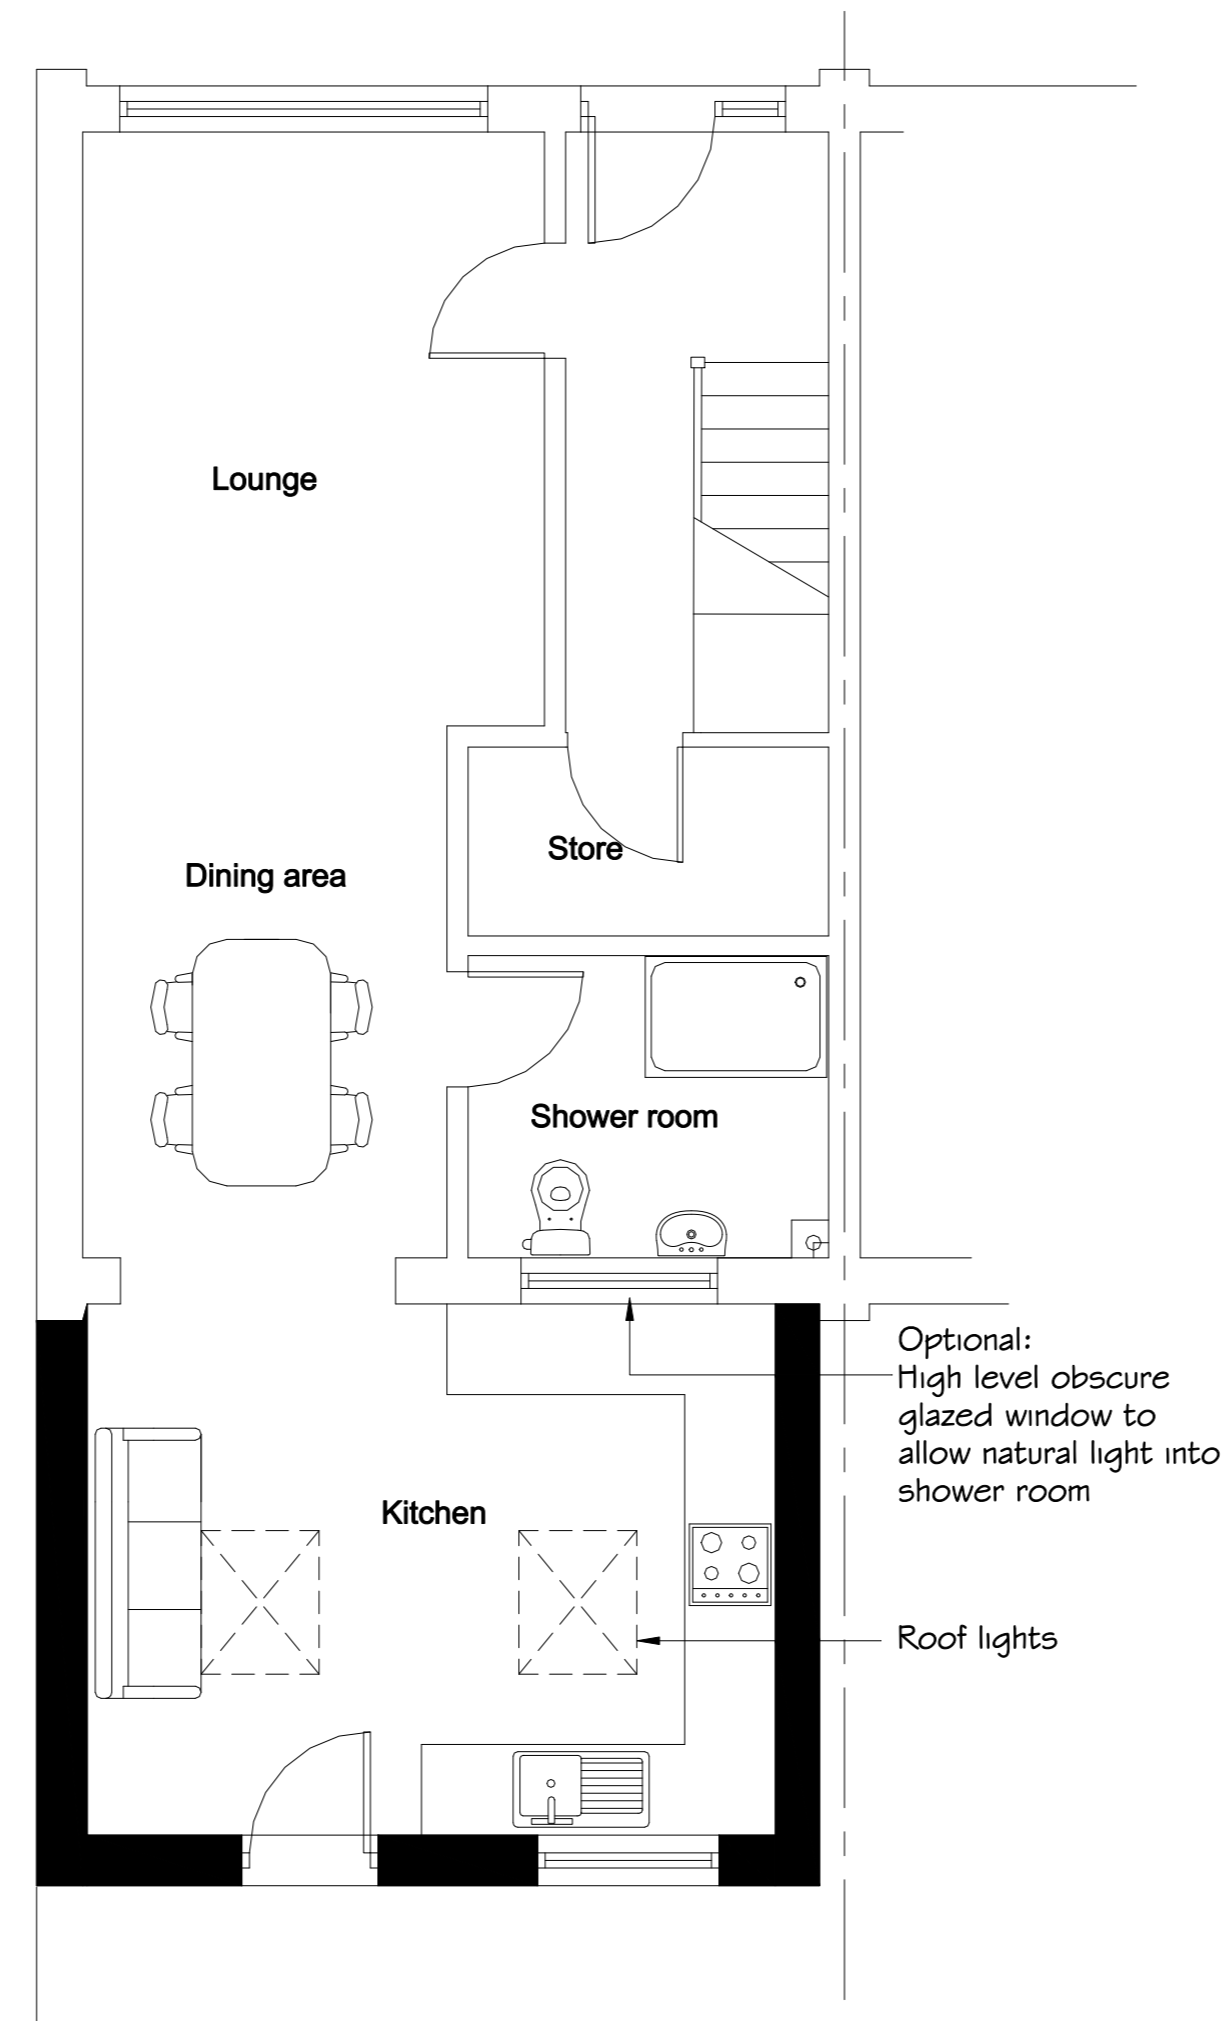 Lounge
Store
Dining area
Shower room
Optional:
High level obscure
glazed window to
allow natural light into
shower room
Kitchen
Roof lights